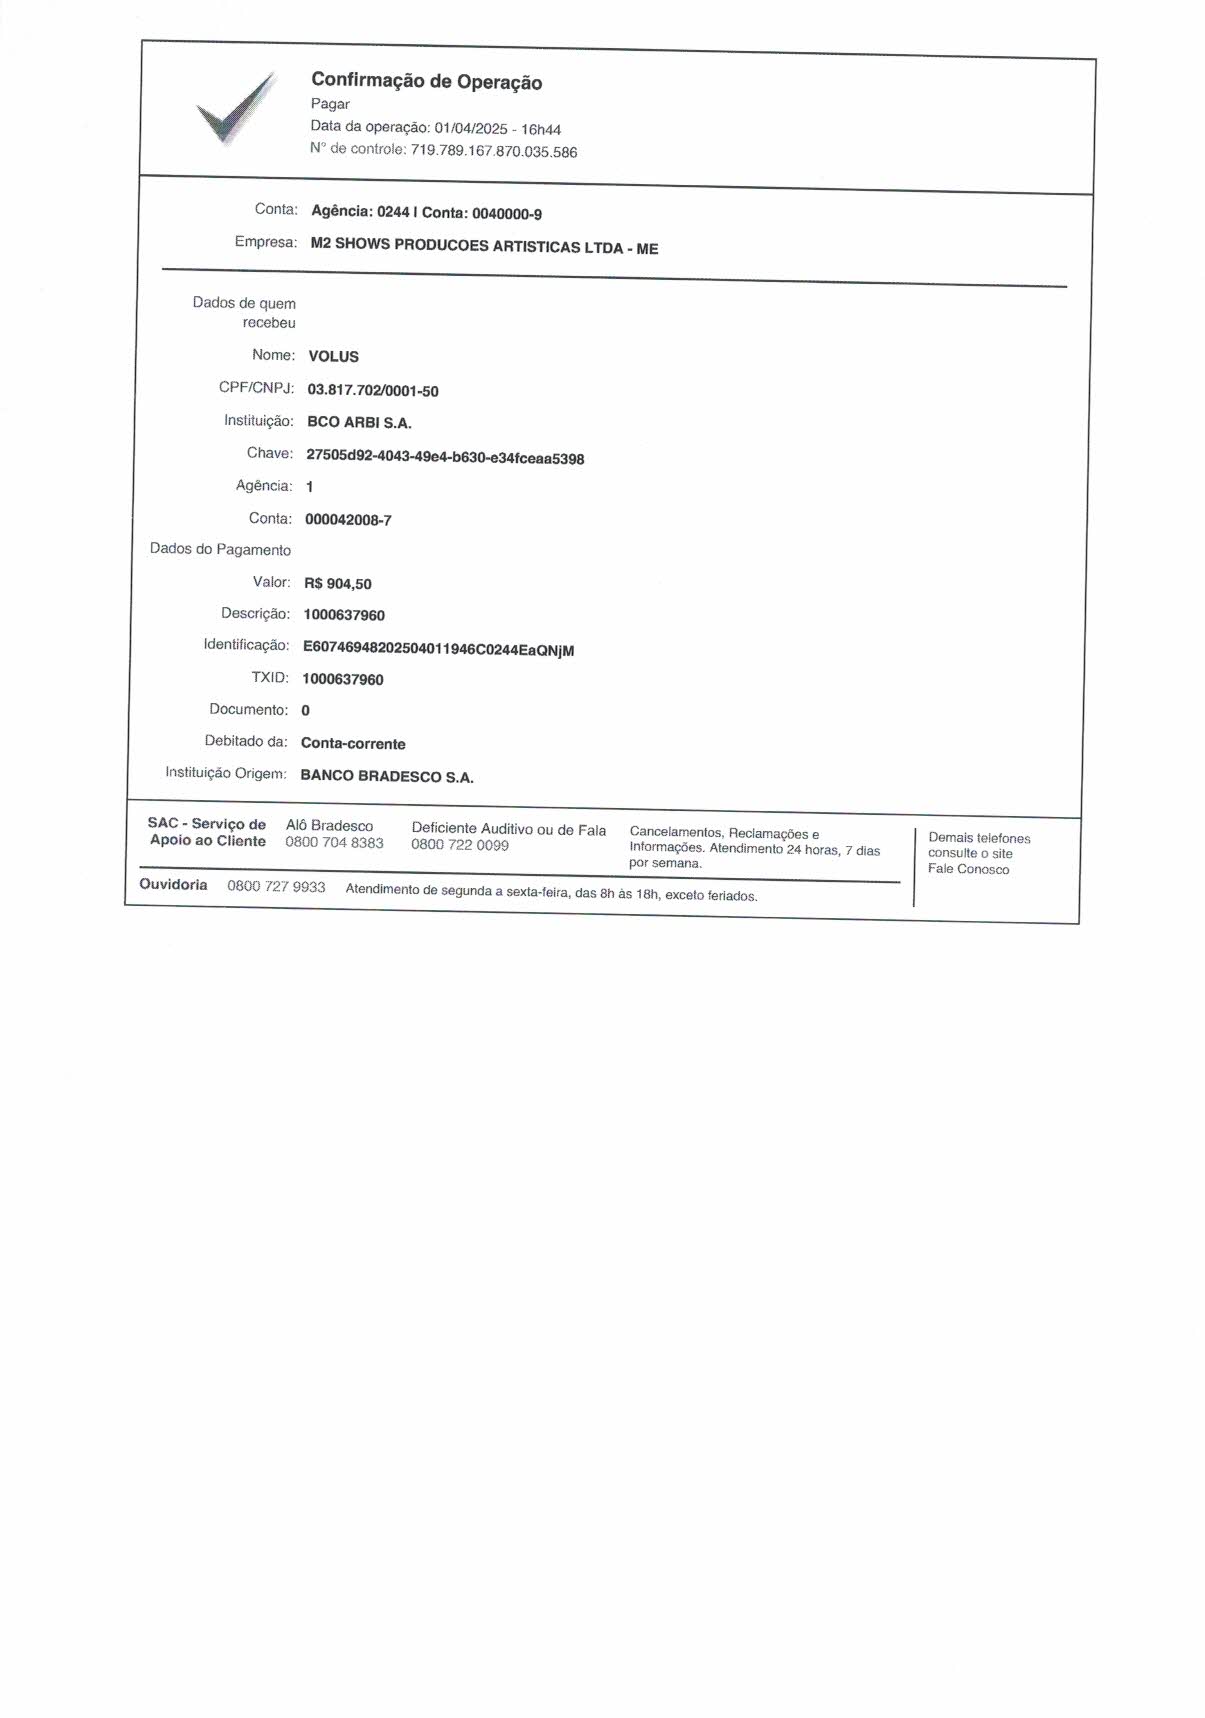 Confirmação de Operação
Pagar
Data da operação: 01/04/2025 - 16h44
N° de controle: 719.789.167.870.035.586
Conta: Agência: 0244 | Conta: 0040000-9
Empresa: M2 SHOWS PRODUCOES ARTISTICAS LTDA - ME
Dados de quem
recebeu
Nome: VOLUS
CPF/CNPJ: 03.817.702/0001-50
Instituição: BCO ARBI S.A.
Chave: 27505d92-4043-49e4-b630-e34fceaa5398
Agência: 1
Conta: 000042008-7
Dados do Pagamento
Valor: R$ 904,50
Descrição: 1000637960
Identificação: E60746948202504011946C0244EaQNjM
TXID: 1000637960
Documento: 0
Debitado da: Conta-corrente
Instituição Origem: BANCO BRADESCO S.A.
SAC - Serviço de
Apoio ao Cliente
Alô Bradesco
0800 704 8383
Deficiente Auditivo ou de Fala
0800 722 0099
Cancelamentos, Reclamações e
Informações. Atendimento 24 horas, 7 dias
por semana.
Demais telefones
consulte o site
Fale Conosco
Ouvidoria 0800 727 9933 Atendimento de segunda a sexta-feira, das 8h às 18h, exceto feriados.